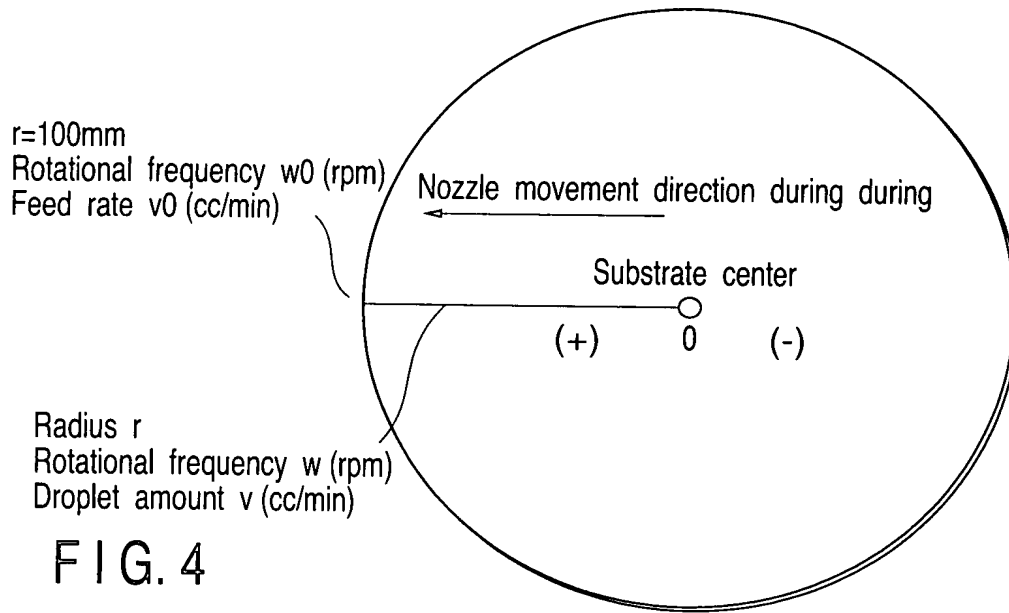 r=100mm
Rotational frequency w0 (rpm)
Feed rate v0 (cc/min)
Nozzle movement direction during during
Substrate center
(+) 0 (-)
Radius r
Rotational frequency w (rpm)
Droplet amount v (cc/min)
FIG. 4